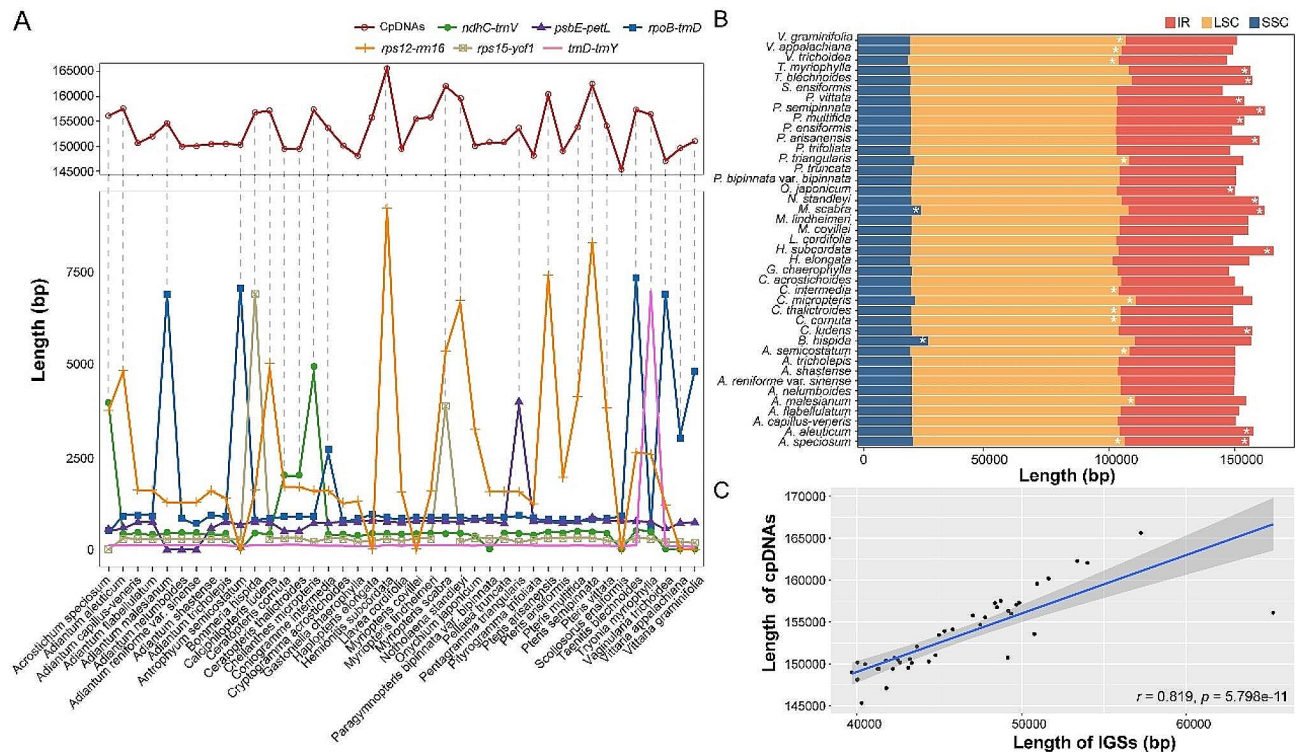 A
CpDNAs
ndhC-trnV
psbE-petL
rpoB-trnD
rps12-rrn16
rps15-ycf1
trnD-trnY
165000
160000
155000
150000
145000
7500
5000
2500
0
Length (bp)
Acrostichum speciosum
Adiantum aleuticum
Adiantum capillus-veneris
Adiantum flabellulatum
Adiantum malesianum
Adiantum nelumboides
Adiantum reniforme var. sinense
Adiantum shastense
Adiantum tricholepis
Antrophyum semicostatum
Bommeria hispida
Calciphilopteris ludens
Ceratopteris cornuta
Ceratopteris thalictroides
Cheilanthes micropteris
Coniogramme intermedia
Cryptogramma acrostichoides
Gastoniella chaerophylla
Haplopteris elongata
Hemionitis subcordata
Llavea cordifolia
Myriopteris covillei
Myriopteris lindheimeri
Myriopteris scabra
Notholaena standleyi
Onychium japonicum
Paragymnopteris bipinnata var. bipinnata
Pellaea truncata
Pentagramma triangularis
Pityrogramma trifoliata
Pteris arisanensis
Pteris ensiformis
Pteris multifida
Pteris semipinnata
Pteris vittata
Scoliosorus ensiformis
Taenitis blechnoides
Tryonia myriophylla
Vaginularia trichoidea
Vittaria appalachiana
Vittaria graminifolia
B
IR
LSC
SSC
V. graminifolia
V. appalachiana
V. trichoidea
T. myriophylla
T. blechnoides
S. ensiformis
P. vittata
P. semipinnata
P. multifida
P. ensiformis
P. arisanensis
P. trifoliata
P. triangularis
P. truncata
P. bipinnata var. bipinnata
O. japonicum
N. standleyi
M. scabra
M. lindheimeri
M. covillei
L. cordifolia
H. subcordata
H. elongata
G. chaerophylla
C. acrostichoides
C. intermedia
C. micropteris
C. thalictroides
C. cornuta
C. ludens
B. hispida
A. semicostatum
A. tricholepis
A. shastense
A. reniforme var. sinense
A. nelumboides
A. malesianum
A. flabellulatum
A. capillus-veneris
A. aleuticum
A. speciosum
0
50000
100000
150000
Length (bp)
C
170000
165000
160000
155000
150000
145000
Length of cpDNAs
r = 0.819, p = 5.798e-11
40000
50000
60000
Length of IGSs (bp)